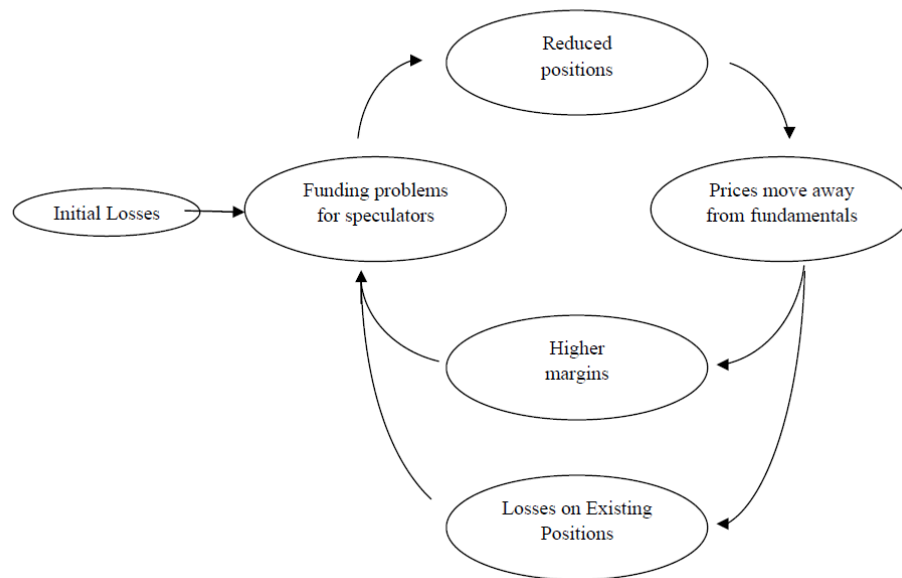 Reduced
positions
Funding problems
for speculators
Prices move away
from fundamentals
Initial Losses
Higher
margins
Losses on Existing
Positions